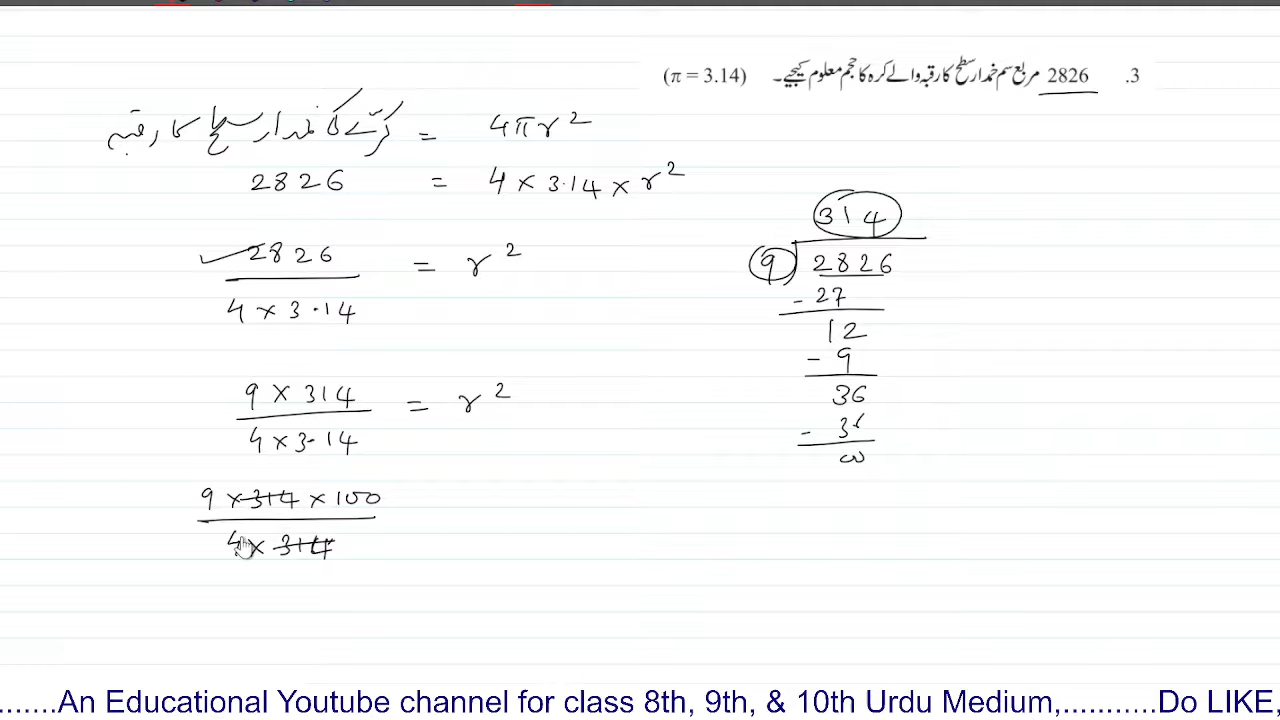 3. 2826 مربع سم خمدار سطح کا رقبہ والے کرہ کا حجم معلوم کیجیے۔ (π = 3.14)
کرّے کی خمدار سطح کا رقبہ = 4πr²
2826 = 4 × 3.14 × r²
2826 / 4 × 3.14 = r²
9 × 314 / 4 × 3.14 = r²
9 × 314 × 100 / 4 × 314
314
9 2826
- 27
12
- 9
36
- 36
00
.......An Educational Youtube channel for class 8th, 9th, & 10th Urdu Medium,...........Do LIKE,